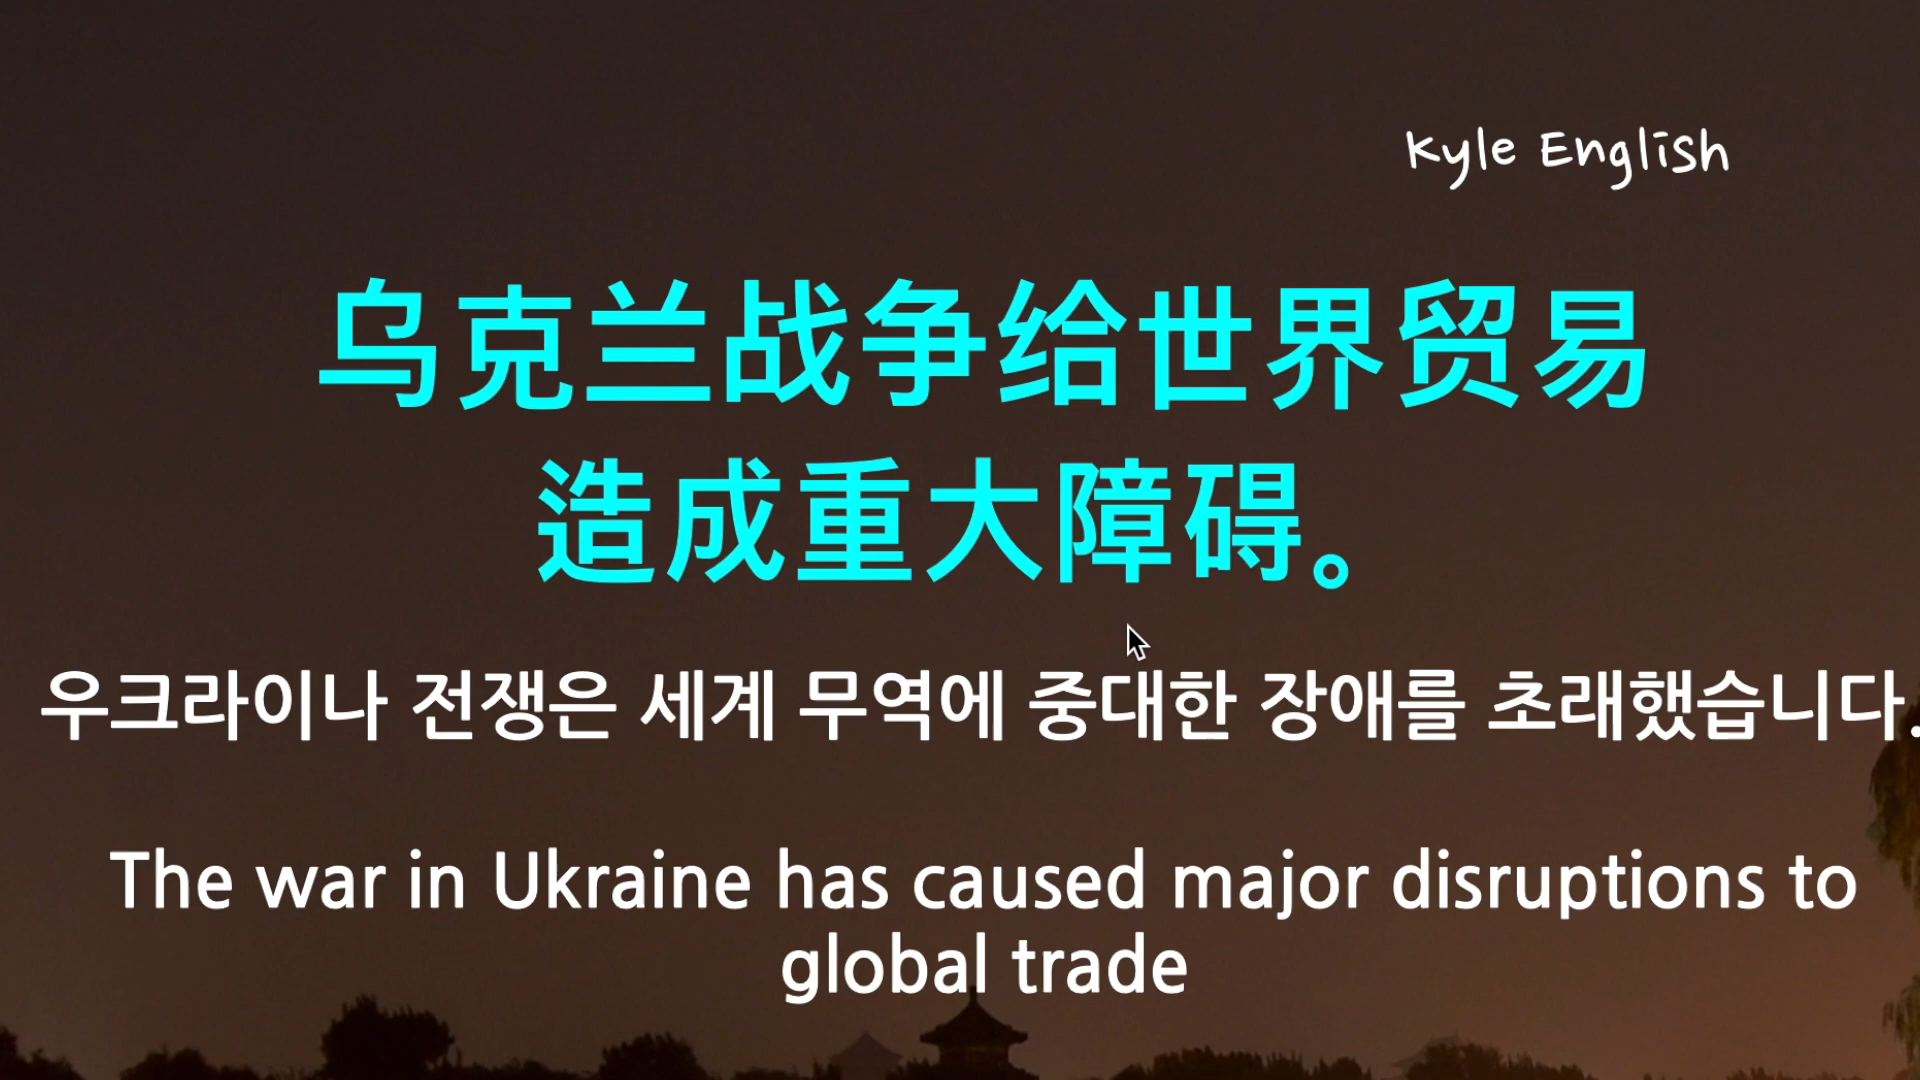 Kyle English
乌克兰战争给世界贸易
造成重大障碍。
우크라이나 전쟁은 세계 무역에 중대한 장애를 초래했습니다.
The war in Ukraine has caused major disruptions to
global trade